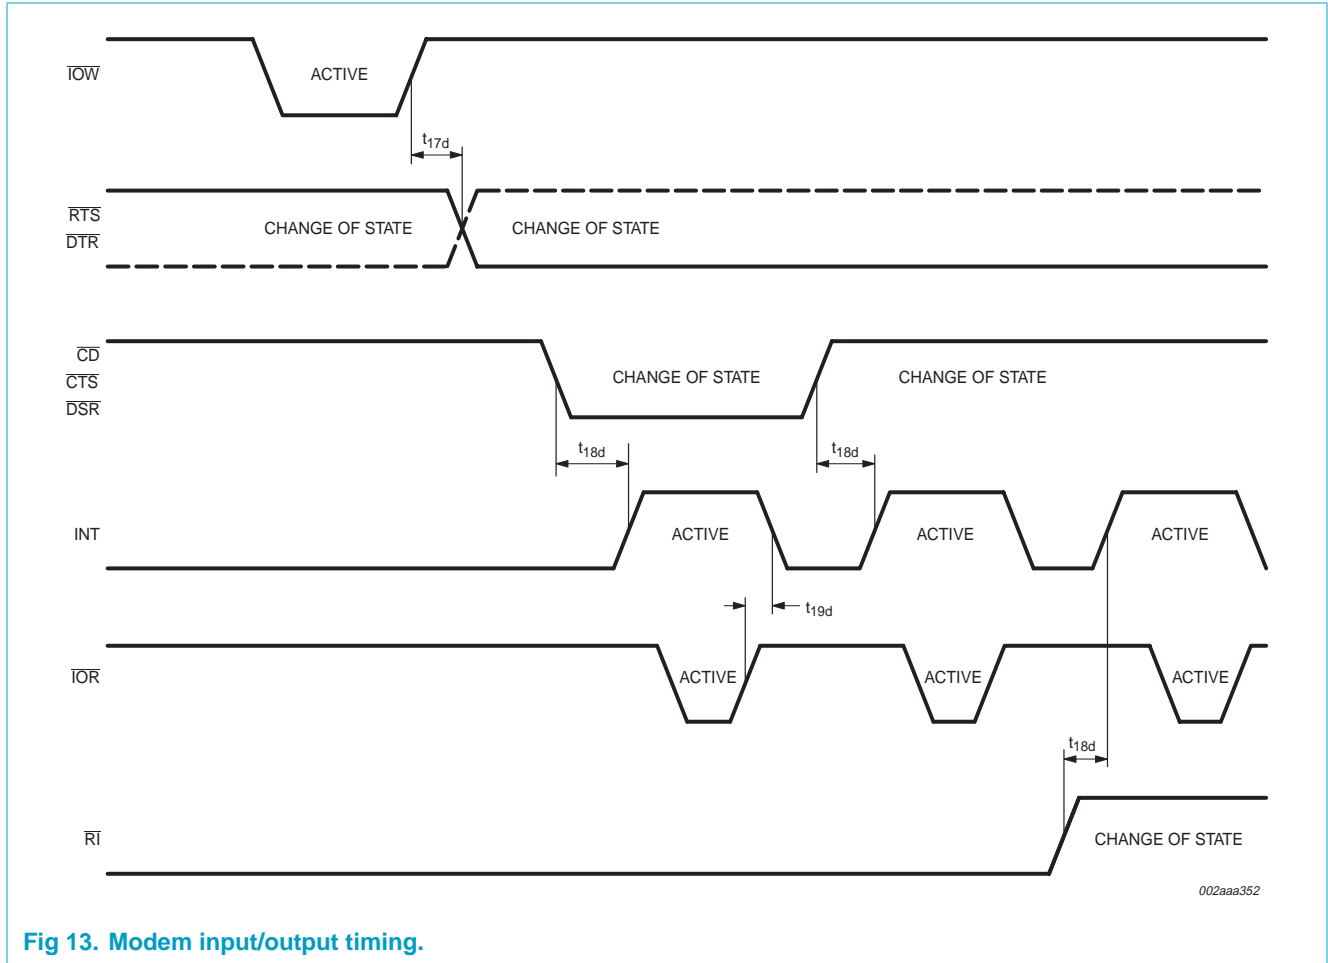 IOW ACTIVE
t17d
RTS
DTR
CHANGE OF STATE CHANGE OF STATE
CD
CTS
DSR
CHANGE OF STATE CHANGE OF STATE
t18d t18d
INT ACTIVE ACTIVE ACTIVE
t19d
IOR ACTIVE ACTIVE ACTIVE
t18d
RI CHANGE OF STATE
002aaa352
Fig 13. Modem input/output timing.